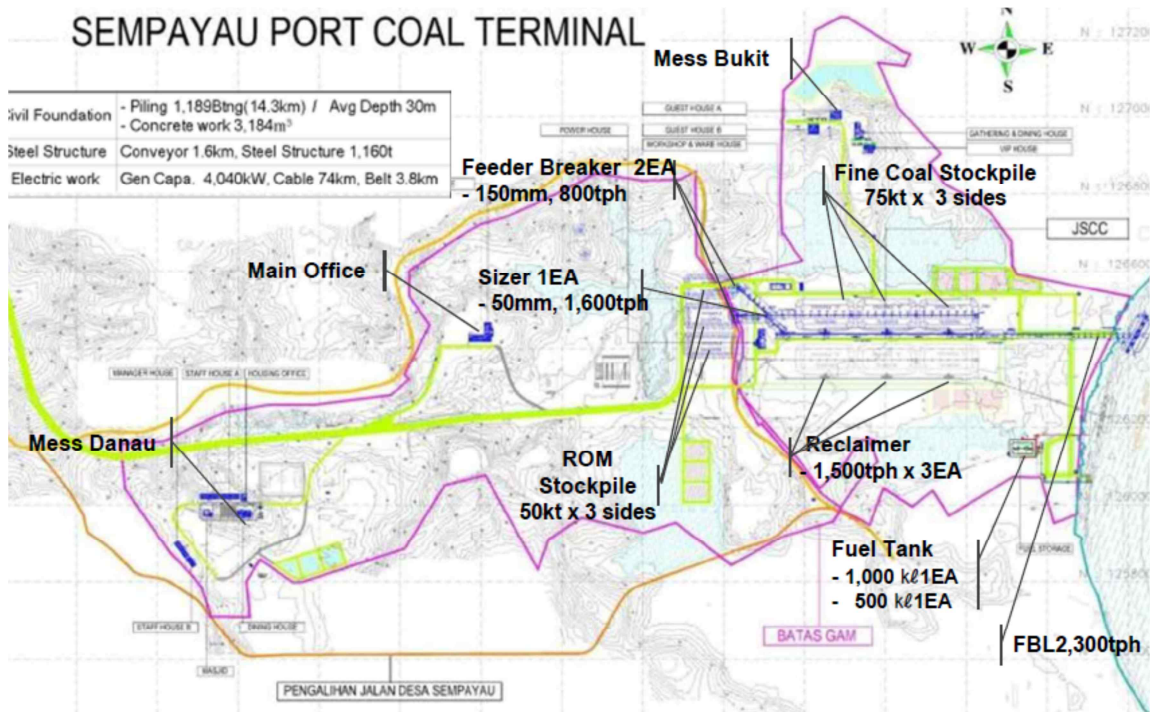 SEMPAYAU PORT COAL TERMINAL
N
W
E
S
Civil Foundation
- Piling 1,189Btng(14.3km) / Avg Depth 30m
- Concrete work 3,184m³
Steel Structure
Conveyor 1.6km, Steel Structure 1,160t
Electric work
Gen Capa. 4,040kW, Cable 74km, Belt 3.8km
Mess Bukit
GUEST HOUSE A
GUEST HOUSE B
WORKSHOP & WARE HOUSE
POWER HOUSE
GATHERING & DINING HOUSE
VIP HOUSE
Feeder Breaker 2EA
- 150mm, 800tph
Fine Coal Stockpile
75kt x 3 sides
JSCC
Main Office
Sizer 1EA
- 50mm, 1,600tph
MANAGER HOUSE
STAFF HOUSE A
HOUSING OFFICE
Mess Danau
ROM
Stockpile
50kt x 3 sides
Reclaimer
- 1,500tph x 3EA
Fuel Tank
- 1,000 kℓ1EA
- 500 kℓ1EA
FUEL STORAGE
FBL2,300tph
BATAS GAM
STAFF HOUSE B
DINING HOUSE
MASJID
PENGALIHAN JALAN DESA SEMPAYAU